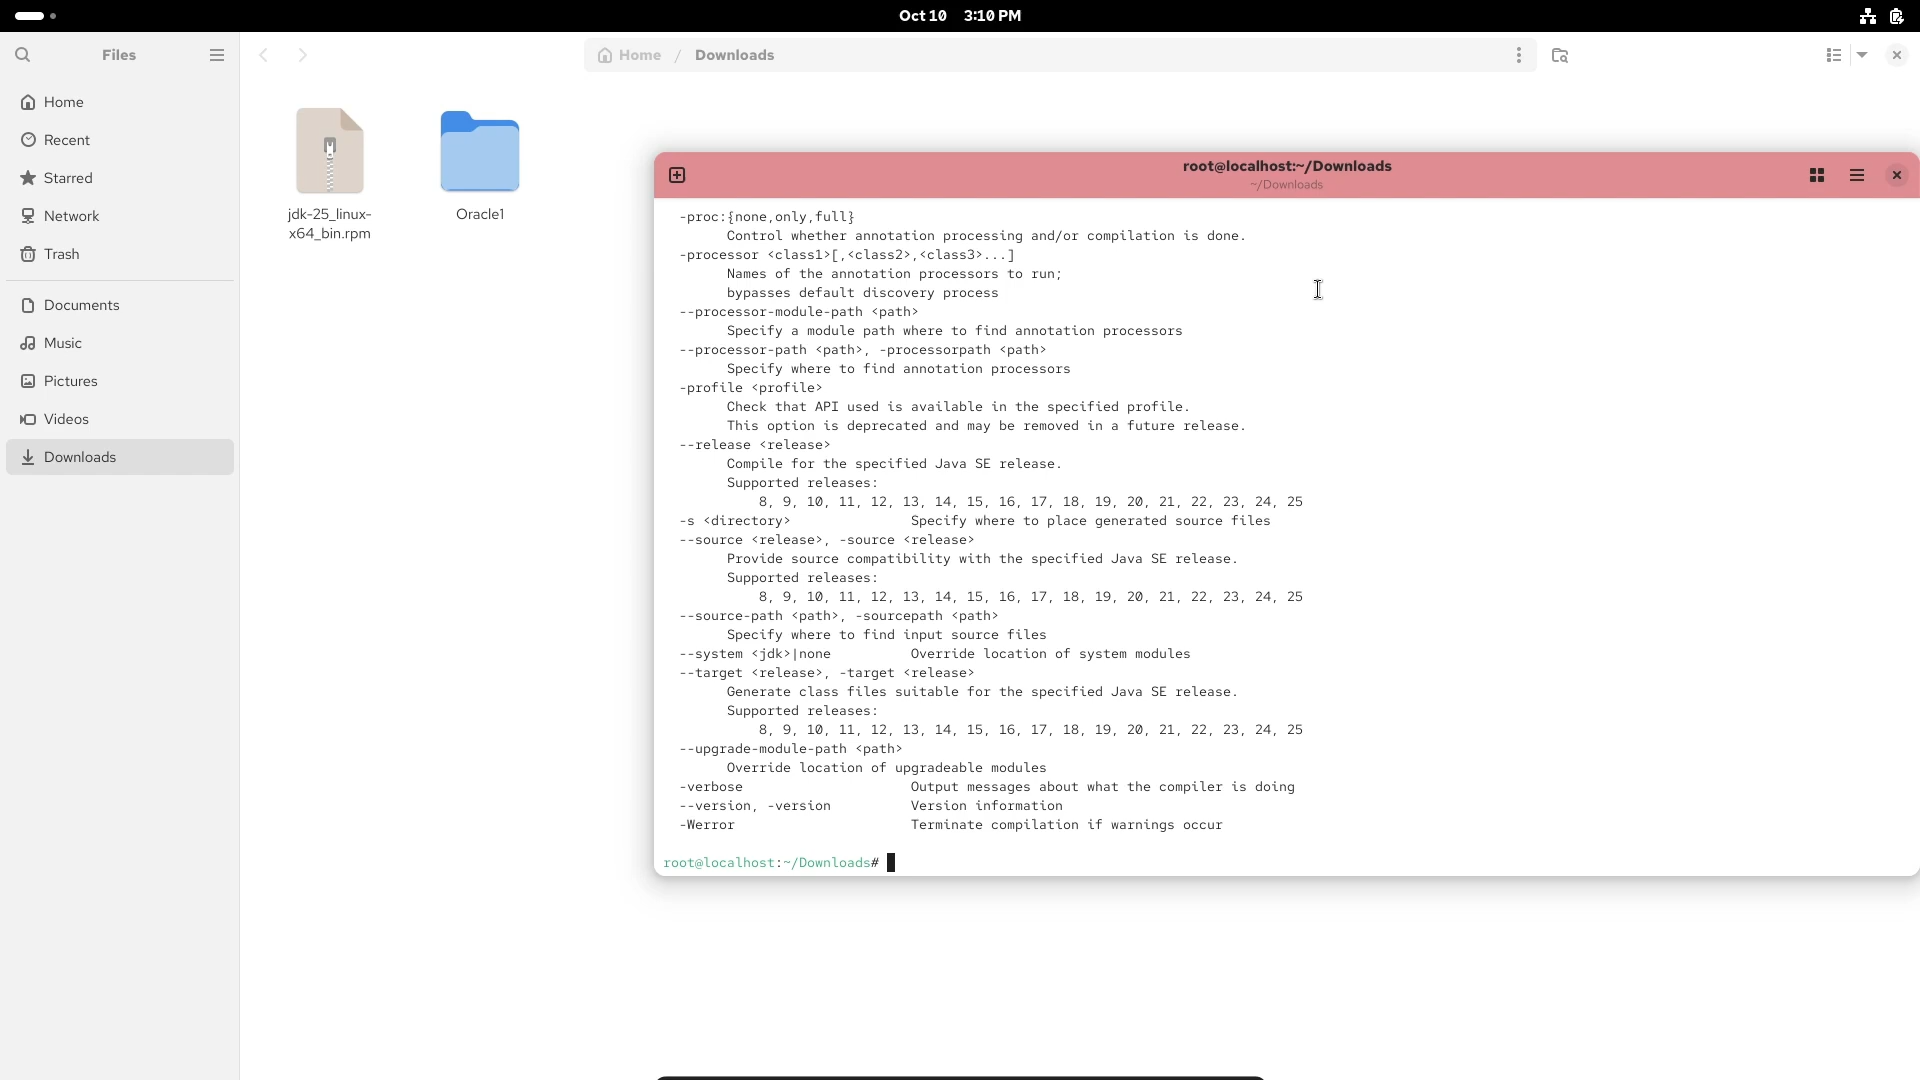 Oct 10 3:10 PM
Files
Home / Downloads
Home
Recent
Starred
Network
Trash
Documents
Music
Pictures
Videos
Downloads
jdk-25_linux-
x64_bin.rpm
Oracle1
root@localhost:~/Downloads
~/Downloads
-proc:{none,only,full}
Control whether annotation processing and/or compilation is done.
-processor <class1>[,<class2>,<class3>...]
Names of the annotation processors to run;
bypasses default discovery process
--processor-module-path <path>
Specify a module path where to find annotation processors
--processor-path <path>, -processorpath <path>
Specify where to find annotation processors
-profile <profile>
Check that API used is available in the specified profile.
This option is deprecated and may be removed in a future release.
--release <release>
Compile for the specified Java SE release.
Supported releases:
8, 9, 10, 11, 12, 13, 14, 15, 16, 17, 18, 19, 20, 21, 22, 23, 24, 25
-s <directory> Specify where to place generated source files
--source <release>, -source <release>
Provide source compatibility with the specified Java SE release.
Supported releases:
8, 9, 10, 11, 12, 13, 14, 15, 16, 17, 18, 19, 20, 21, 22, 23, 24, 25
--source-path <path>, -sourcepath <path>
Specify where to find input source files
--system <jdk>|none Override location of system modules
--target <release>, -target <release>
Generate class files suitable for the specified Java SE release.
Supported releases:
8, 9, 10, 11, 12, 13, 14, 15, 16, 17, 18, 19, 20, 21, 22, 23, 24, 25
--upgrade-module-path <path>
Override location of upgradeable modules
-verbose Output messages about what the compiler is doing
--version, -version Version information
-Werror Terminate compilation if warnings occur
root@localhost:~/Downloads#